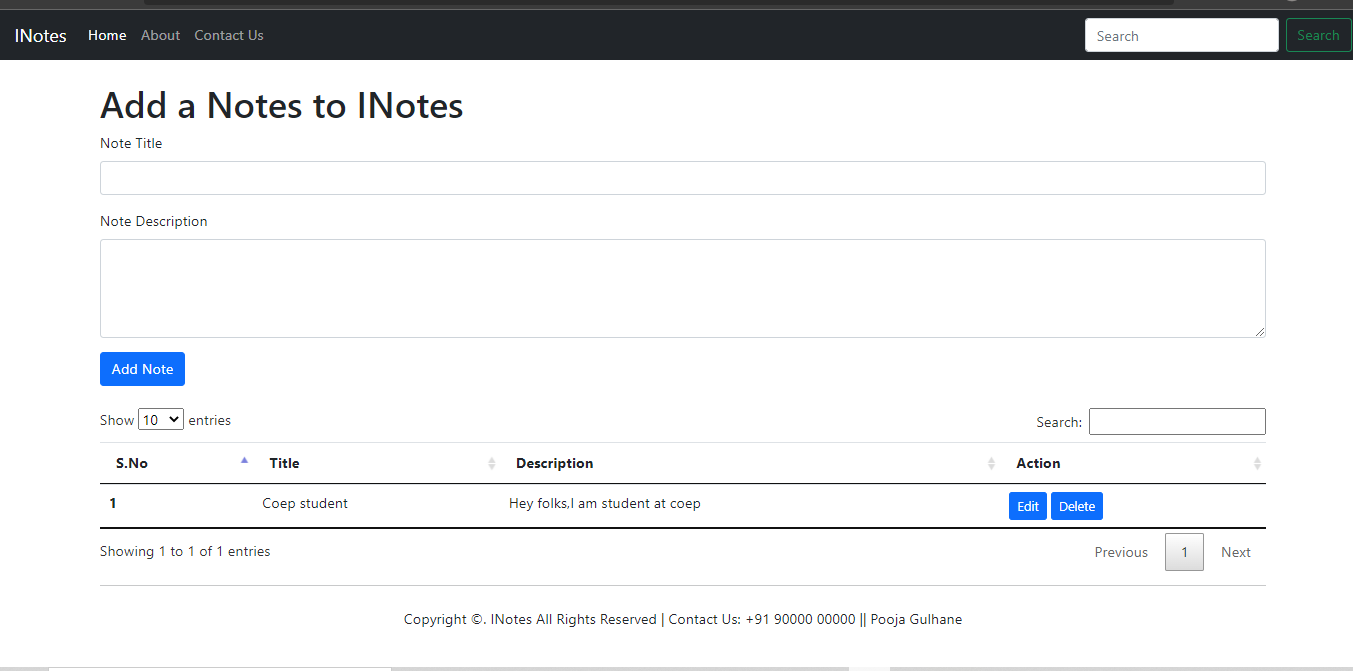 INotes Home About Contact Us Search Search
Add a Notes to INotes
Note Title
Note Description
Add Note
Show 10 entries Search:
S.No Title Description Action
1 Coep student Hey folks,I am student at coep Edit Delete
Showing 1 to 1 of 1 entries Previous 1 Next
Copyright ©. INotes All Rights Reserved | Contact Us: +91 90000 00000 || Pooja Gulhane